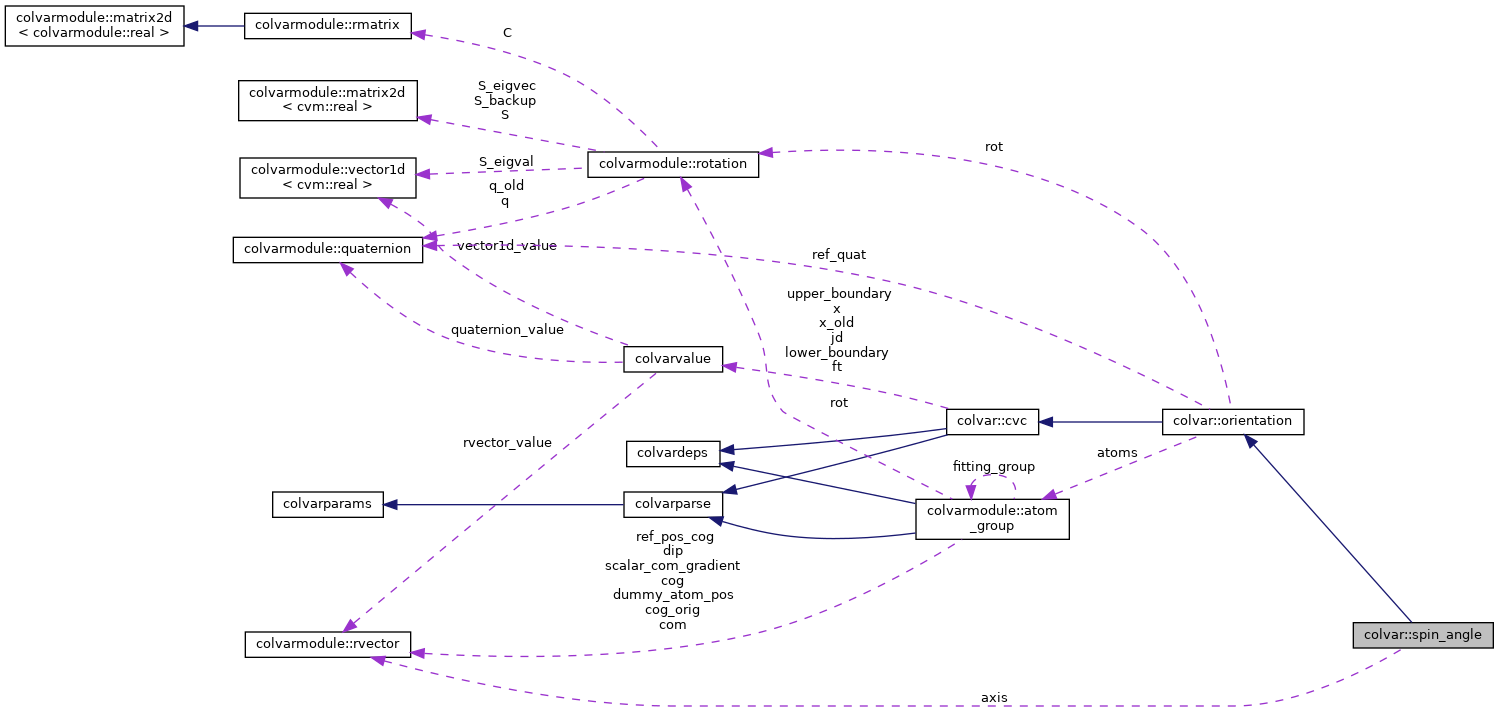 colvarmodule::matrix2d
< colvarmodule::real >
colvarmodule::rmatrix
C
colvarmodule::matrix2d
< cvm::real >
S_eigvec
S_backup
S
colvarmodule::rotation
rot
colvarmodule::vector1d
< cvm::real >
S_eigval
q_old
q
colvarmodule::quaternion
vector1d_value
ref_quat
quaternion_value
upper_boundary
x
x_old
jd
lower_boundary
ft
colvarvalue
rot
colvar::cvc
colvar::orientation
rvector_value
colvardeps
fitting_group
atoms
colvarparams
colvarparse
colvarmodule::atom
_group
ref_pos_cog
dip
scalar_com_gradient
cog
dummy_atom_pos
cog_orig
com
colvarmodule::rvector
colvar::spin_angle
axis